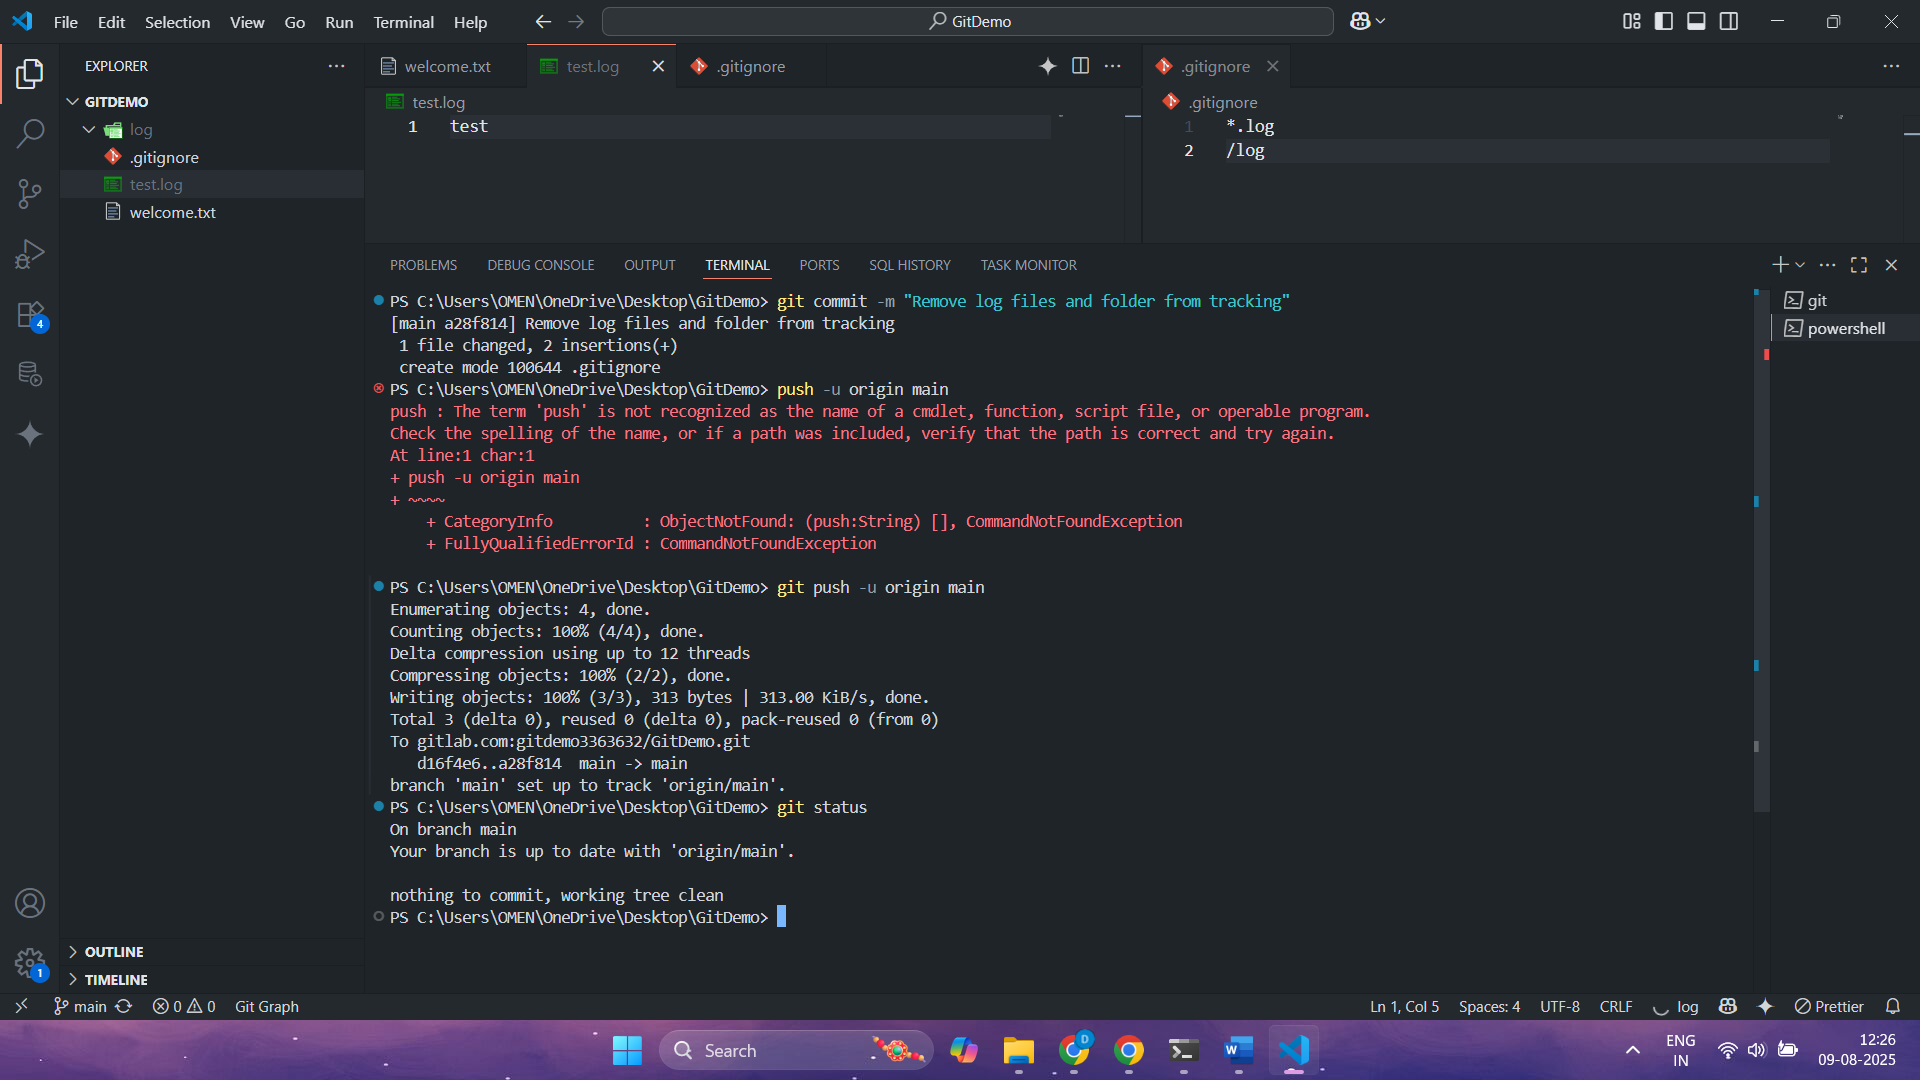 File Edit Selection View Go Run Terminal Help
GitDemo
EXPLORER
GITDEMO
log
.gitignore
test.log
welcome.txt
OUTLINE
TIMELINE
welcome.txt
test.log
.gitignore
test.log
1 test
.gitignore
.gitignore
1 *.log
2 /log
PROBLEMS DEBUG CONSOLE OUTPUT TERMINAL PORTS SQL HISTORY TASK MONITOR
git
powershell
PS C:\Users\OMEN\OneDrive\Desktop\GitDemo> git commit -m "Remove log files and folder from tracking"
[main a28f814] Remove log files and folder from tracking
1 file changed, 2 insertions(+)
create mode 100644 .gitignore
PS C:\Users\OMEN\OneDrive\Desktop\GitDemo> push -u origin main
push : The term 'push' is not recognized as the name of a cmdlet, function, script file, or operable program.
Check the spelling of the name, or if a path was included, verify that the path is correct and try again.
At line:1 char:1
+ push -u origin main
+ ~~~~
+ CategoryInfo : ObjectNotFound: (push:String) [], CommandNotFoundException
+ FullyQualifiedErrorId : CommandNotFoundException
PS C:\Users\OMEN\OneDrive\Desktop\GitDemo> git push -u origin main
Enumerating objects: 4, done.
Counting objects: 100% (4/4), done.
Delta compression using up to 12 threads
Compressing objects: 100% (2/2), done.
Writing objects: 100% (3/3), 313 bytes | 313.00 KiB/s, done.
Total 3 (delta 0), reused 0 (delta 0), pack-reused 0 (from 0)
To gitlab.com:gitdemo3363632/GitDemo.git
d16f4e6..a28f814 main -> main
branch 'main' set up to track 'origin/main'.
PS C:\Users\OMEN\OneDrive\Desktop\GitDemo> git status
On branch main
Your branch is up to date with 'origin/main'.
nothing to commit, working tree clean
PS C:\Users\OMEN\OneDrive\Desktop\GitDemo>
4
1
main 0 0 Git Graph
Ln 1, Col 5 Spaces: 4 UTF-8 CRLF log Prettier
Search
D
W
ENG
IN
12:26
09-08-2025